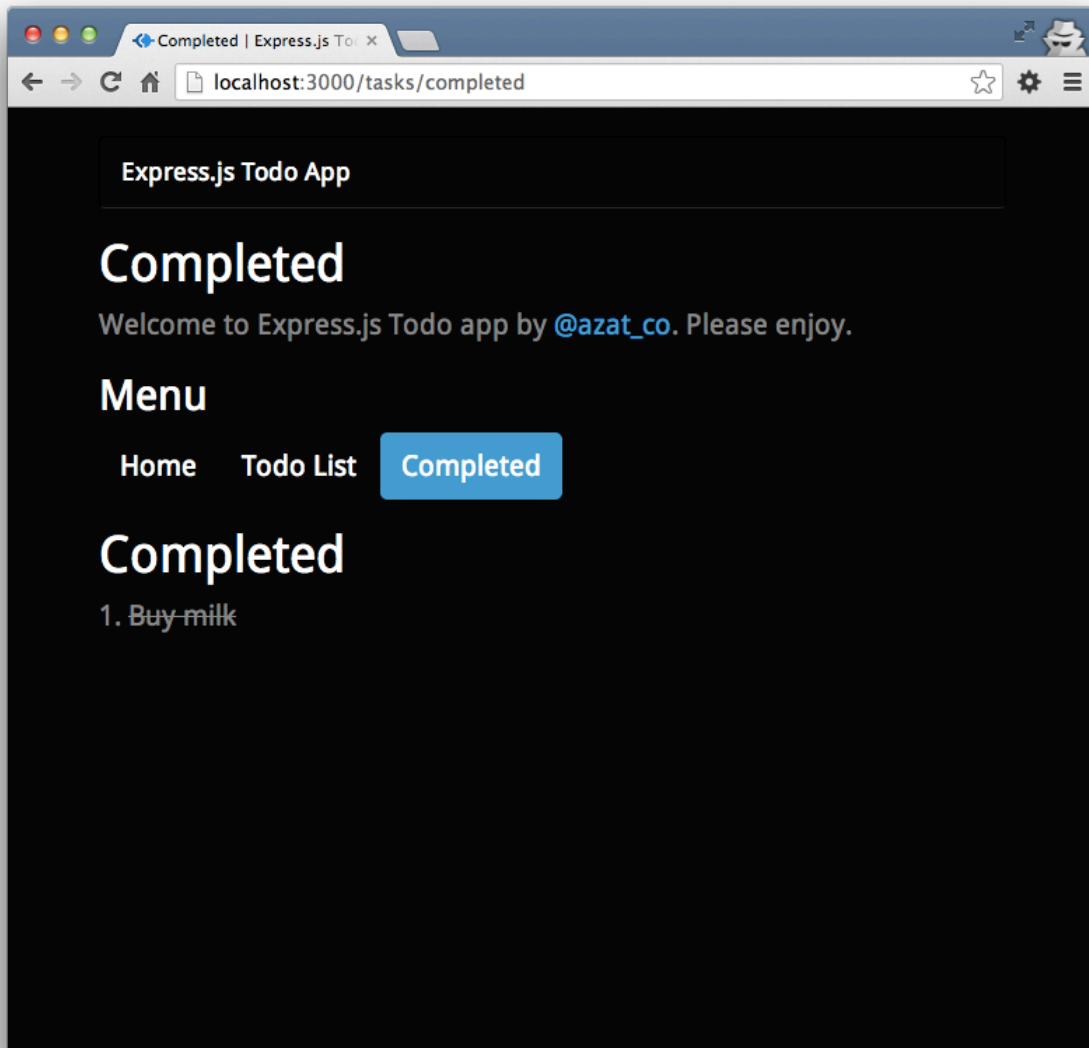 Completed | Express.js To
localhost:3000/tasks/completed
Express.js Todo App
Completed
Welcome to Express.js Todo app by @azat_co. Please enjoy.
Menu
Home Todo List Completed
Completed
1. Buy milk